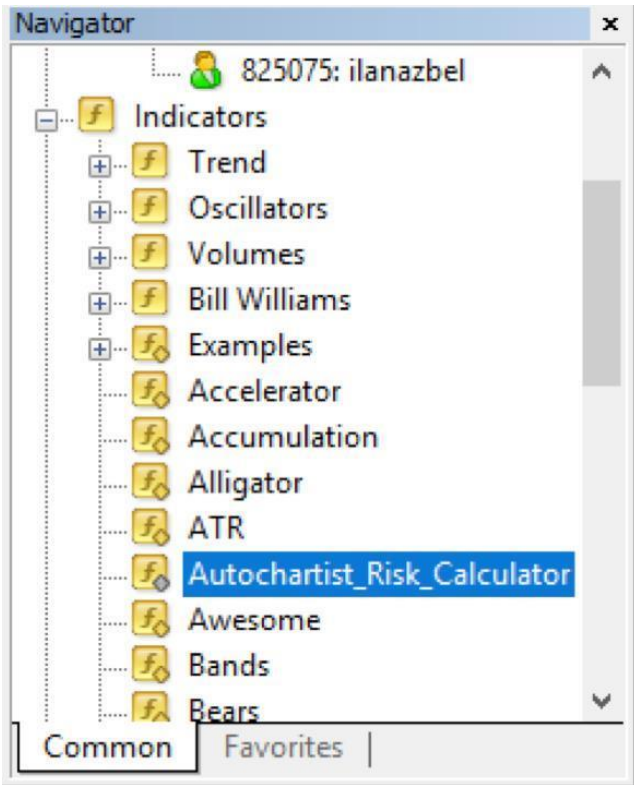 Navigator
825075: ilanazbel
Indicators
Trend
Oscillators
Volumes
Bill Williams
Examples
Accelerator
Accumulation
Alligator
ATR
Autochartist_Risk_Calculator
Awesome
Bands
Bears
Common Favorites